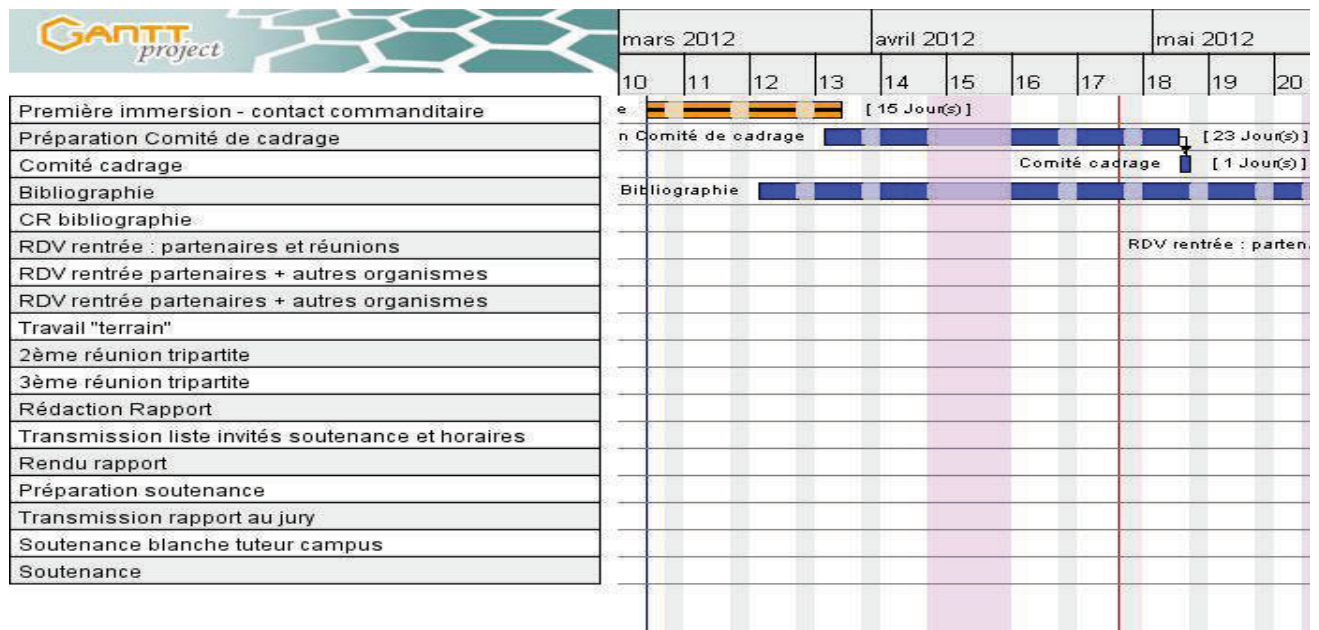 GANTT
project
mars 2012 avril 2012 mai 2012
10 11 12 13 14 15 16 17 18 19 20
Première immersion - contact commanditaire e [ 15 Jour(s) ]
Préparation Comité de cadrage n Comité de cadrage [ 23 Jour(s) ]
Comité cadrage Comité cadrage [ 1 Jour(s) ]
Bibliographie Bibliographie
CR bibliographie
RDV rentrée : partenaires et réunions RDV rentrée : parten
RDV rentrée partenaires + autres organismes
RDV rentrée partenaires + autres organismes
Travail "terrain"
2ème réunion tripartite
3ème réunion tripartite
Rédaction Rapport
Transmission liste invités soutenance et horaires
Rendu rapport
Préparation soutenance
Transmission rapport au jury
Soutenance blanche tuteur campus
Soutenance